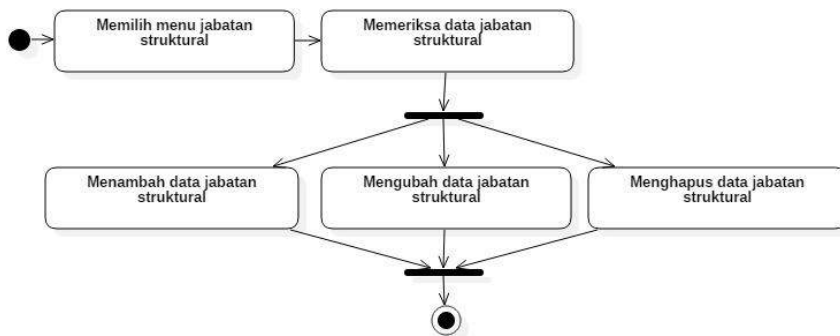 Memilih menu jabatan
struktural
Memeriksa data jabatan
struktural
Menambah data jabatan
struktural
Mengubah data jabatan
struktural
Menghapus data jabatan
struktural